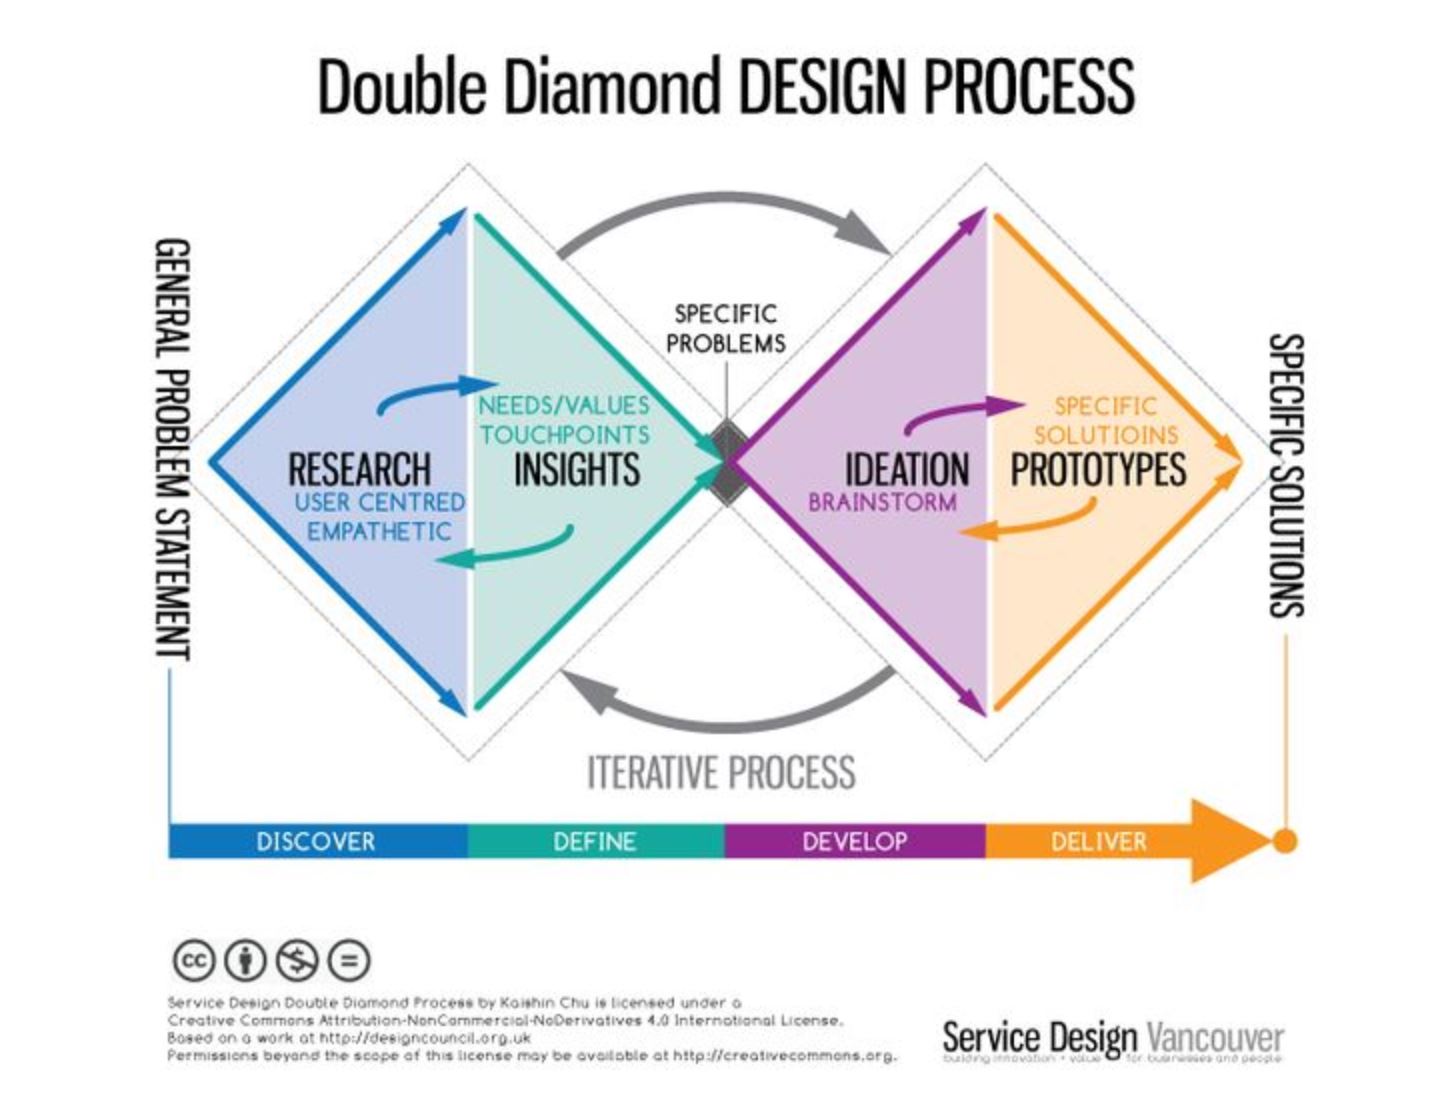 Double Diamond DESIGN PROCESS
GENERAL PROBLEM STATEMENT
SPECIFIC
PROBLEMS
NEEDS/VALUES
TOUCHPOINTS
RESEARCH
INSIGHTS
USER CENTRED
EMPATHETIC
SPECIFIC
SOLUTIOINS
IDEATION
PROTOTYPES
BRAINSTORM
SPECIFIC SOLUTIONS
ITERATIVE PROCESS
DISCOVER
DEFINE
DEVELOP
DELIVER
cc
Service Design Double Diamond Process by Kaishin Chu is licensed under a
Creative Commons Attribution-NonCommercial-NoDerivatives 4.0 International License.
Based on a work at http://designcouncil.org.uk
Permissions beyond the scope of this license may be available at http://creativecommons.org.
Service Design Vancouver
building innovation + value for businesses and people